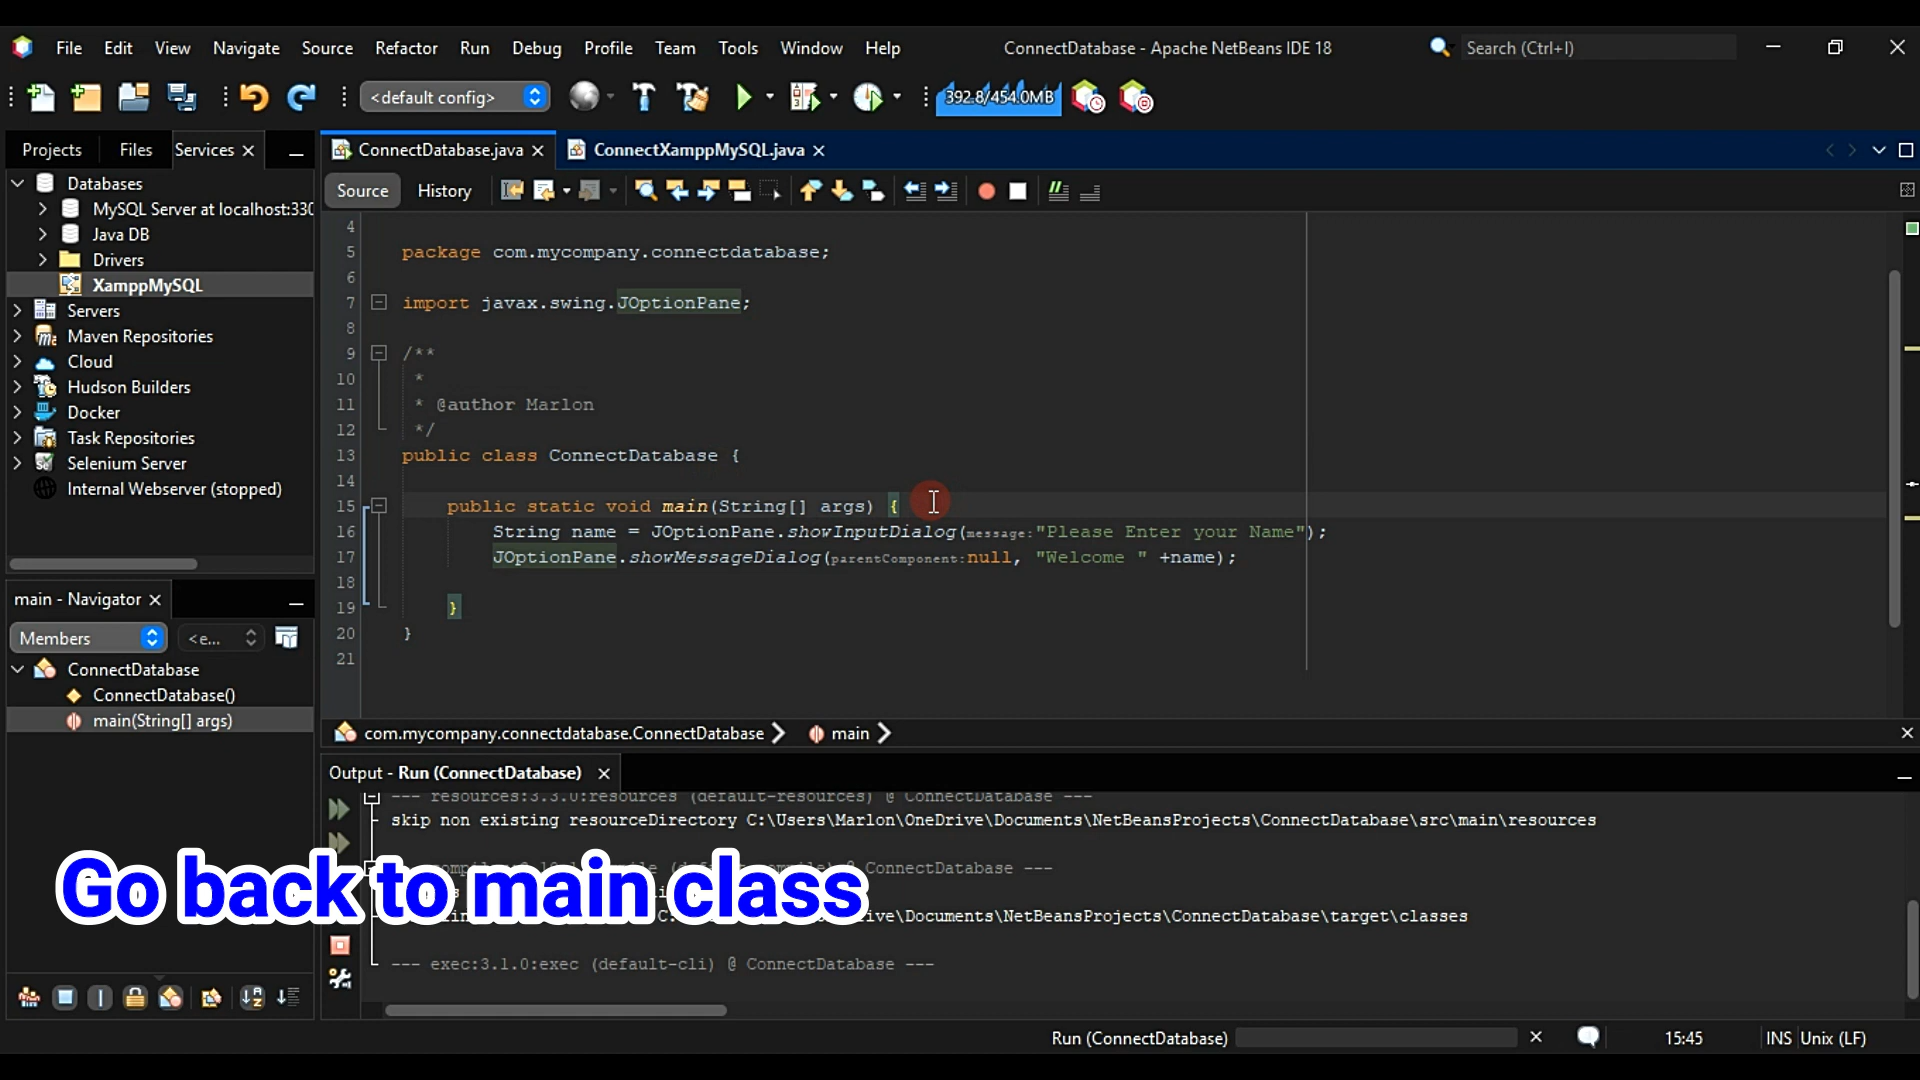 File Edit View Navigate Source Refactor Run Debug Profile Team Tools Window Help ConnectDatabase - Apache NetBeans IDE 18 Search (Ctrl+I)
<default config> 392.8/454.0MB
Projects Files Services
Databases
MySQL Server at localhost:330
Java DB
Drivers
XamppMySQL
Servers
Maven Repositories
Cloud
Hudson Builders
Docker
Task Repositories
Selenium Server
Internal Webserver (stopped)
main - Navigator
Members <e...
ConnectDatabase
ConnectDatabase()
main(String[] args)
ConnectDatabase.java ConnectXamppMySQL.java
Source History
4
5 package com.mycompany.connectdatabase;
6
7 import javax.swing.JOptionPane;
8
9 /**
10 *
11 * @author Marlon
12 */
13 public class ConnectDatabase {
14
15 public static void main(String[] args) {
16 String name = JOptionPane.showInputDialog(message:"Please Enter your Name");
17 JOptionPane.showMessageDialog(parentComponent:null, "Welcome " +name);
18
19 }
20 }
21
com.mycompany.connectdatabase.ConnectDatabase main
Output - Run (ConnectDatabase)
--- resources:3.3.0:resources (default-resources) @ ConnectDatabase ---
skip non existing resourceDirectory C:\Users\Marlon\OneDrive\Documents\NetBeansProjects\ConnectDatabase\src\main\resources
@ ConnectDatabase ---
\Documents\NetBeansProjects\ConnectDatabase\target\classes
--- exec:3.1.0:exec (default-cli) @ ConnectDatabase ---
Go back to main class
Run (ConnectDatabase) 15:45 INS Unix (LF)